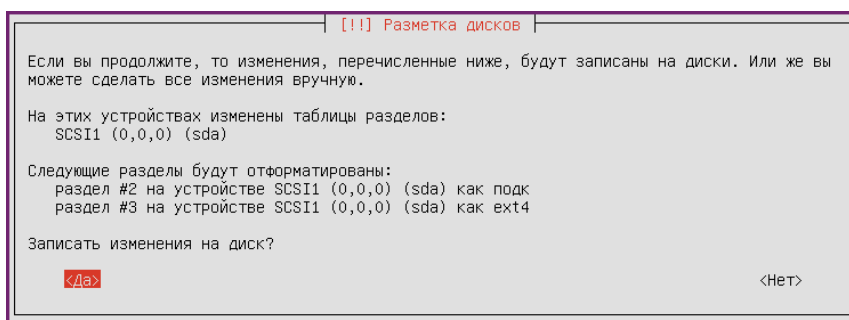 [!!] Разметка дисков
Если вы продолжите, то изменения, перечисленные ниже, будут записаны на диски. Или же вы
можете сделать все изменения вручную.
На этих устройствах изменены таблицы разделов:
SCSI1 (0,0,0) (sda)
Следующие разделы будут отформатированы:
раздел #2 на устройстве SCSI1 (0,0,0) (sda) как подк
раздел #3 на устройстве SCSI1 (0,0,0) (sda) как ext4
Записать изменения на диск?
<Да> <Нет>